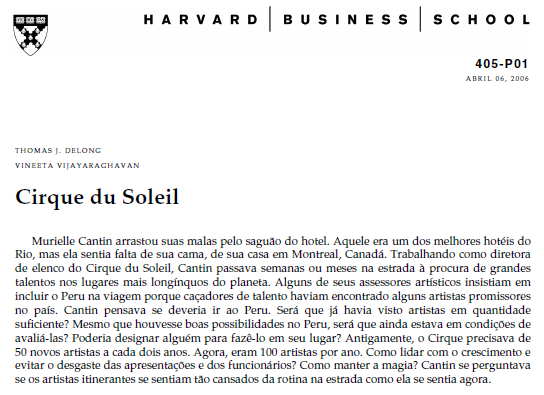 HARVARD | BUSINESS | SCHOOL
405-P01
ABRIL 06, 2006
THOMAS J. DELONG
VINEETA VIJAYARAGHAVAN
Cirque du Soleil
Murielle Cantin arrastou suas malas pelo saguão do hotel. Aquele era um dos melhores hotéis do
Rio, mas ela sentia falta de sua cama, de sua casa em Montreal, Canadá. Trabalhando como diretora
de elenco do Cirque du Soleil, Cantin passava semanas ou meses na estrada à procura de grandes
talentos nos lugares mais longínquos do planeta. Alguns de seus assessores artísticos insistiam em
incluir o Peru na viagem porque caçadores de talento haviam encontrado alguns artistas promissores
no país. Cantin pensava se deveria ir ao Peru. Será que já havia visto artistas em quantidade
suficiente? Mesmo que houvesse boas possibilidades no Peru, será que ainda estava em condições de
avaliá-las? Poderia designar alguém para fazê-lo em seu lugar? Antigamente, o Cirque precisava de
50 novos artistas a cada dois anos. Agora, eram 100 artistas por ano. Como lidar com o crescimento e
evitar o desgaste das apresentações e dos funcionários? Como manter a magia? Cantin se perguntava
se os artistas itinerantes se sentiam tão cansados da rotina na estrada como ela se sentia agora.